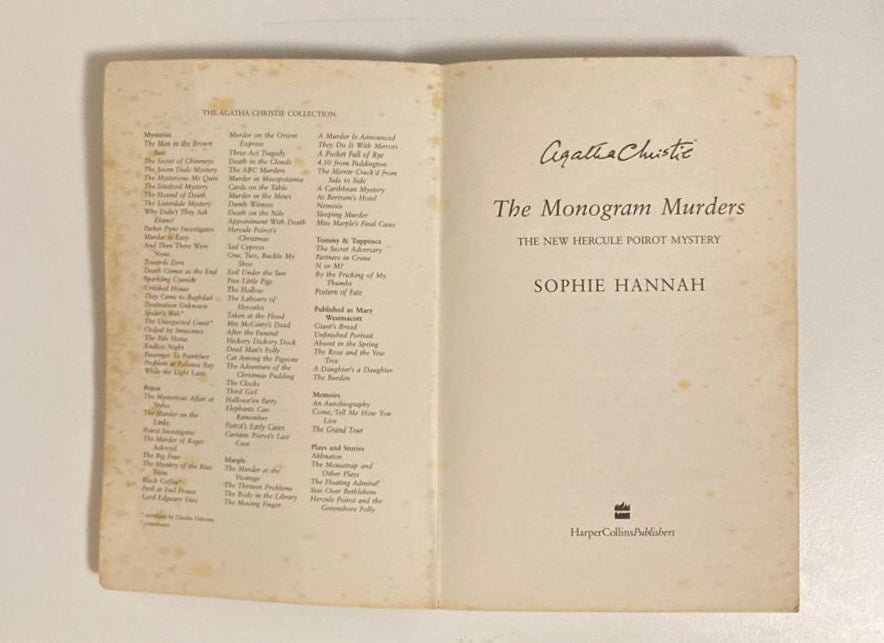 THE AGATHA CHRISTIE COLLECTION
Mysteries
The Man in the Brown
Suit
The Secret of Chimneys
The Seven Dials Mystery
The Mysterious Mr Quin
The Sittaford Mystery
The Hound of Death
The Listerdale Mystery
Why Didn't They Ask
Evans?
Parker Pyne Investigates
Murder Is Easy
And Then There Were
None
Towards Zero
Death Comes as the End
Sparkling Cyanide
Crooked House
They Came to Baghdad
Destination Unknown
Spider's Web*
The Unexpected Guest*
Ordeal by Innocence
The Pale Horse
Endless Night
Passenger To Frankfurt
Problem at Pollensa Bay
While the Light Lasts
Poirot
The Mysterious Affair at
Styles
The Murder on the
Links
Poirot Investigates
The Murder of Roger
Ackroyd
The Big Four
The Mystery of the Blue
Train
Black Coffee*
Peril at End House
Lord Edgware Dies
Murder on the Orient
Express
Three Act Tragedy
Death in the Clouds
The ABC Murders
Murder in Mesopotamia
Cards on the Table
Murder in the Mews
Dumb Witness
Death on the Nile
Appointment With Death
Hercule Poirot's
Christmas
Sad Cypress
One, Two, Buckle My
Shoe
Evil Under the Sun
Five Little Pigs
The Hollow
The Labours of
Hercules
Taken at the Flood
Mrs McGinty's Dead
After the Funeral
Hickory Dickory Dock
Dead Man's Folly
Cat Among the Pigeons
The Adventure of the
Christmas Pudding
The Clocks
Third Girl
Hallowe'en Party
Elephants Can
Remember
Poirot's Early Cases
Curtain: Poirot's Last
Case
Marple
The Murder at the
Vicarage
The Thirteen Problems
The Body in the Library
The Moving Finger
A Murder Is Announced
They Do It With Mirrors
A Pocket Full of Rye
4.50 from Paddington
The Mirror Crack'd from
Side to Side
A Caribbean Mystery
At Bertram's Hotel
Nemesis
Sleeping Murder
Miss Marple's Final Cases
Tommy & Tuppence
The Secret Adversary
Partners in Crime
N or M?
By the Pricking of My
Thumbs
Postern of Fate
Published as Mary
Westmacott
Giant's Bread
Unfinished Portrait
Absent in the Spring
The Rose and the Yew
Tree
A Daughter's a Daughter
The Burden
Memoirs
An Autobiography
Come, Tell Me How You
Live
The Grand Tour
Plays and Stories
Akhnaton
The Mousetrap and
Other Plays
The Floating Admiral
Star Over Bethlehem
Hercule Poirot and the
Greenshore Folly
* novelized by Charles Osborne
Agatha Christie
The Monogram Murders
THE NEW HERCULE POIROT MYSTERY
SOPHIE HANNAH
HarperCollinsPublishers